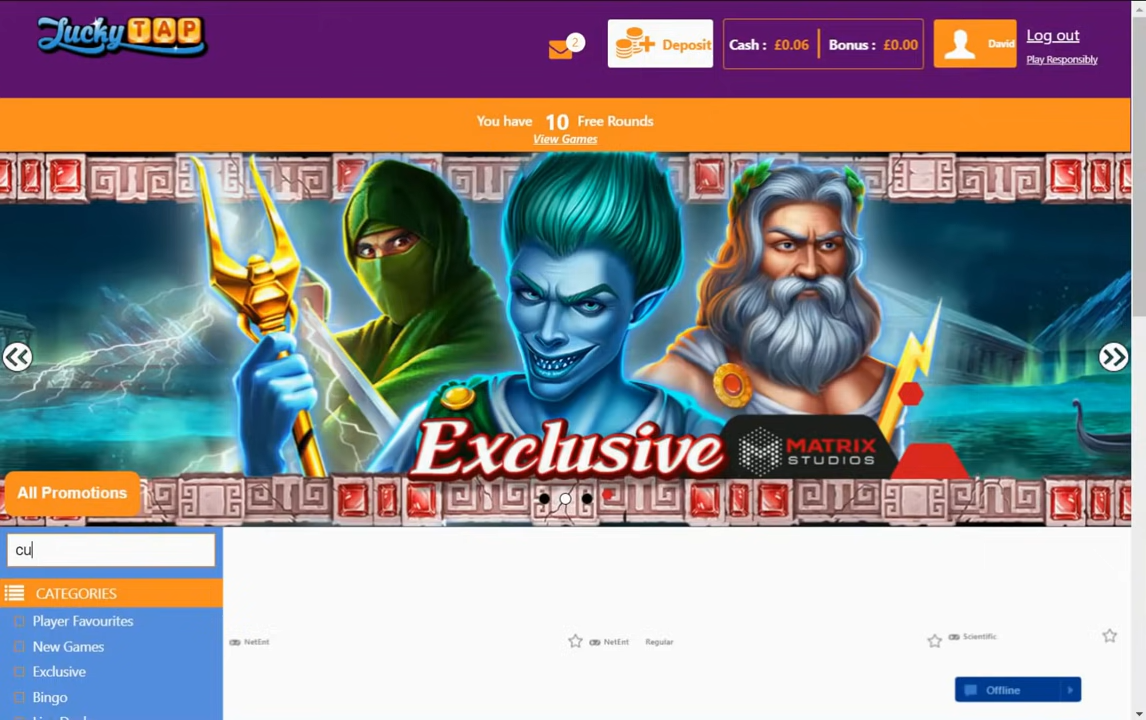 Lucky TAP
2
Deposit
Cash : £0.06
Bonus : £0.00
David
Log out
Play Responsibly
You have 10 Free Rounds
View Games
Exclusive
MATRIX
STUDIOS
All Promotions
cu
CATEGORIES
Player Favourites
New Games
Exclusive
Bingo
NetEnt
NetEnt Regular
Scientific
Offline